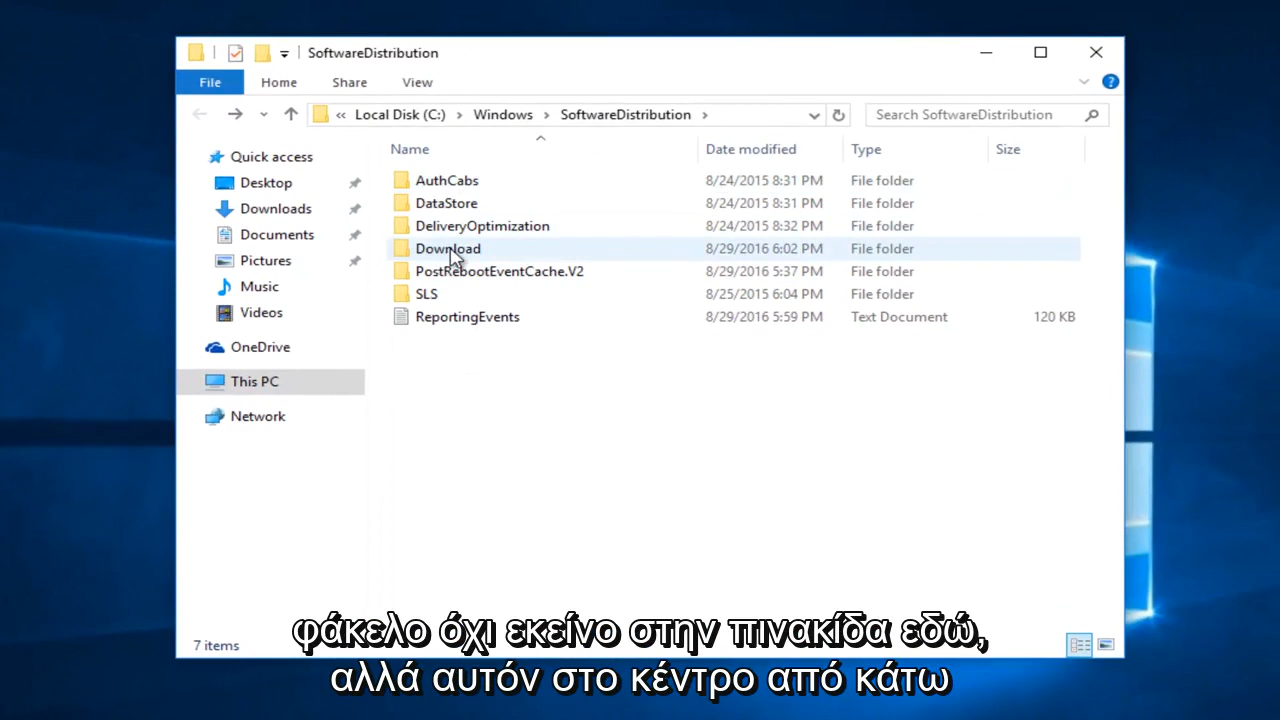 SoftwareDistribution
File Home Share View
« Local Disk (C:) › Windows › SoftwareDistribution ›
Search SoftwareDistribution
Name Date modified Type Size
Quick access
Desktop
Downloads
Documents
Pictures
Music
Videos
OneDrive
This PC
Network
AuthCabs 8/24/2015 8:31 PM File folder
DataStore 8/24/2015 8:31 PM File folder
DeliveryOptimization 8/24/2015 8:32 PM File folder
Download 8/29/2016 6:02 PM File folder
PostRebootEventCache.V2 8/29/2016 5:37 PM File folder
SLS 8/25/2015 6:04 PM File folder
ReportingEvents 8/29/2016 5:59 PM Text Document 120 KB
7 items
φάκελο όχι εκείνο στην πινακίδα εδώ,
αλλά αυτόν στο κέντρο από κάτω